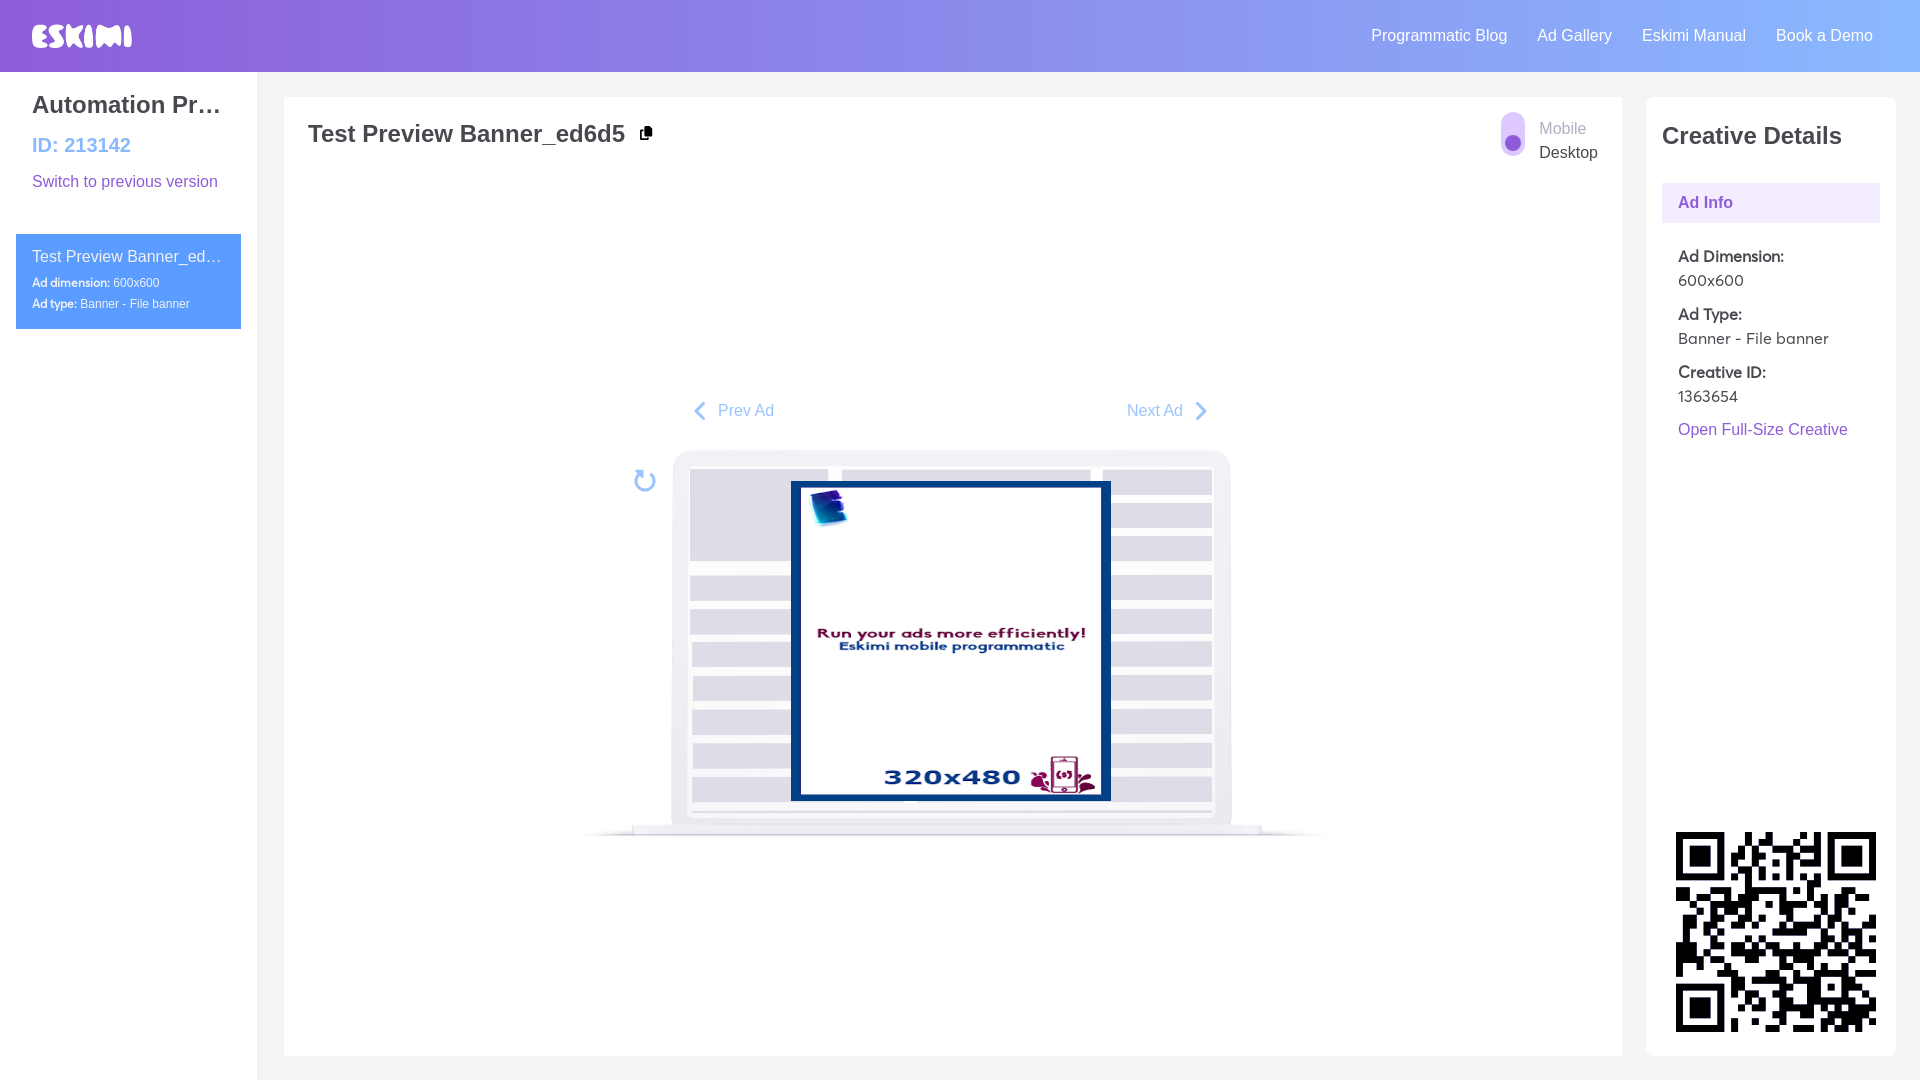 ESKIMI
Programmatic Blog
Ad Gallery
Eskimi Manual
Book a Demo
Automation Pr...
ID: 213142
Switch to previous version
Test Preview Banner_ed...
Ad dimension: 600x600
Ad type: Banner - File banner
Test Preview Banner_ed6d5
Mobile
Desktop
Prev Ad
Next Ad
Run your ads more efficiently!
Eskimi mobile programmatic
320x480
Creative Details
Ad Info
Ad Dimension:
600x600
Ad Type:
Banner - File banner
Creative ID:
1363654
Open Full-Size Creative